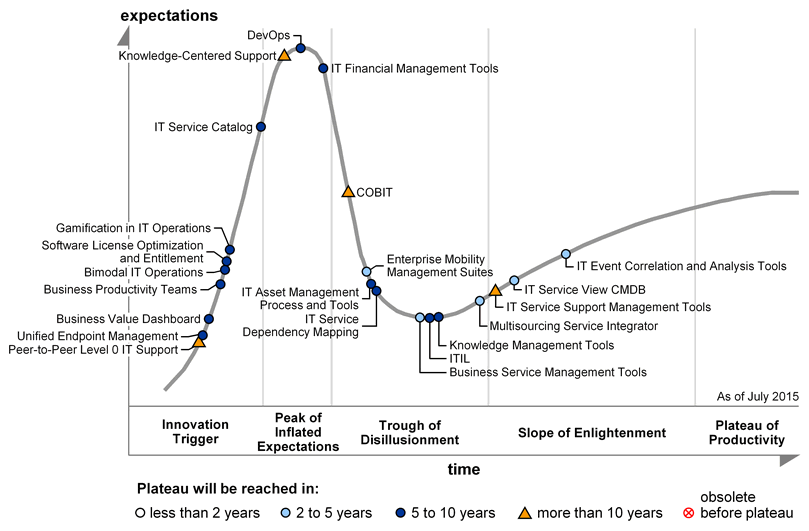 expectations
DevOps
Knowledge-Centered Support
IT Financial Management Tools
IT Service Catalog
COBIT
Gamification in IT Operations
Software License Optimization
and Entitlement
Bimodal IT Operations
Business Productivity Teams
Business Value Dashboard
Unified Endpoint Management
Peer-to-Peer Level 0 IT Support
Enterprise Mobility
Management Suites
IT Asset Management
Process and Tools
IT Service
Dependency Mapping
IT Event Correlation and Analysis Tools
IT Service View CMDB
IT Service Support Management Tools
Multisourcing Service Integrator
Knowledge Management Tools
ITIL
Business Service Management Tools
As of July 2015
Innovation
Trigger
Peak of
Inflated
Expectations
Trough of
Disillusionment
Slope of Enlightenment
Plateau of
Productivity
time
Plateau will be reached in:
less than 2 years
2 to 5 years
5 to 10 years
more than 10 years
obsolete
before plateau